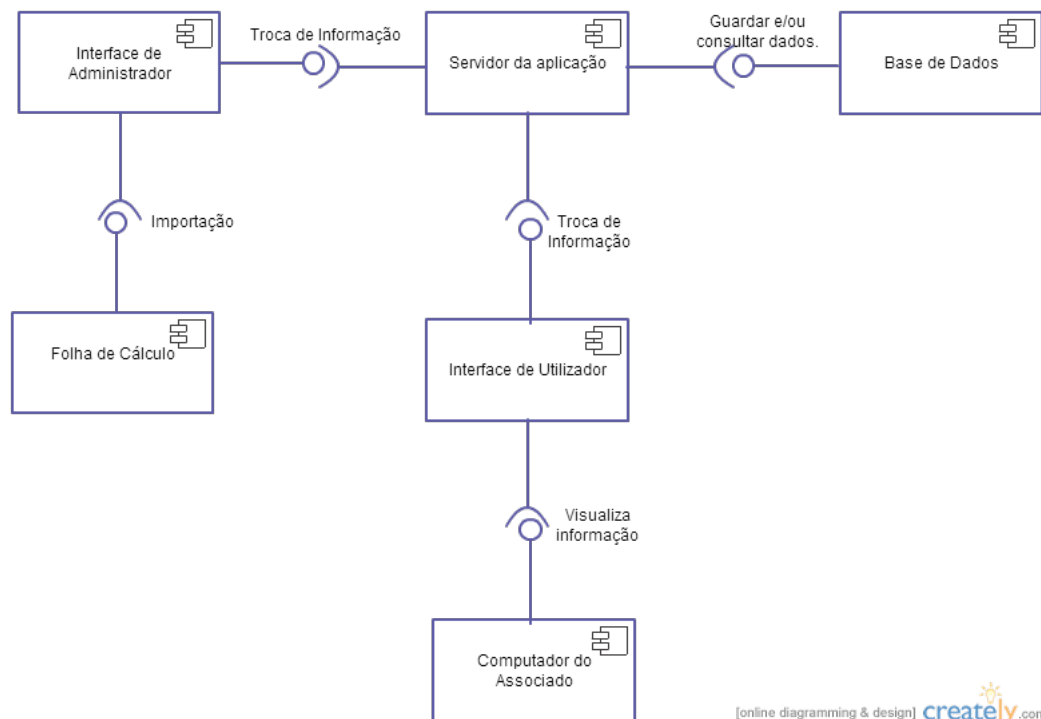 Interface de
Administrador
Troca de Informação
Servidor da aplicação
Guardar e/ou
consultar dados.
Base de Dados
Importação
Troca de
Informação
Folha de Cálculo
Interface de Utilizador
Visualiza
informação
Computador do
Associado
[online diagramming & design] creately.com